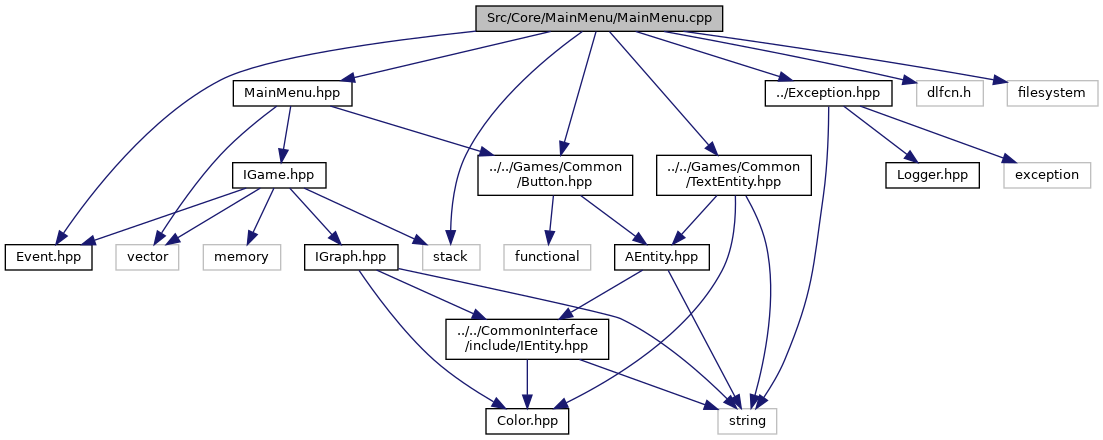 Src/Core/MainMenu/MainMenu.cpp
MainMenu.hpp
../Exception.hpp
dlfcn.h
filesystem
IGame.hpp
../../Games/Common
/Button.hpp
../../Games/Common
/TextEntity.hpp
Logger.hpp
exception
Event.hpp
vector
memory
IGraph.hpp
stack
functional
AEntity.hpp
../../CommonInterface
/include/IEntity.hpp
Color.hpp
string